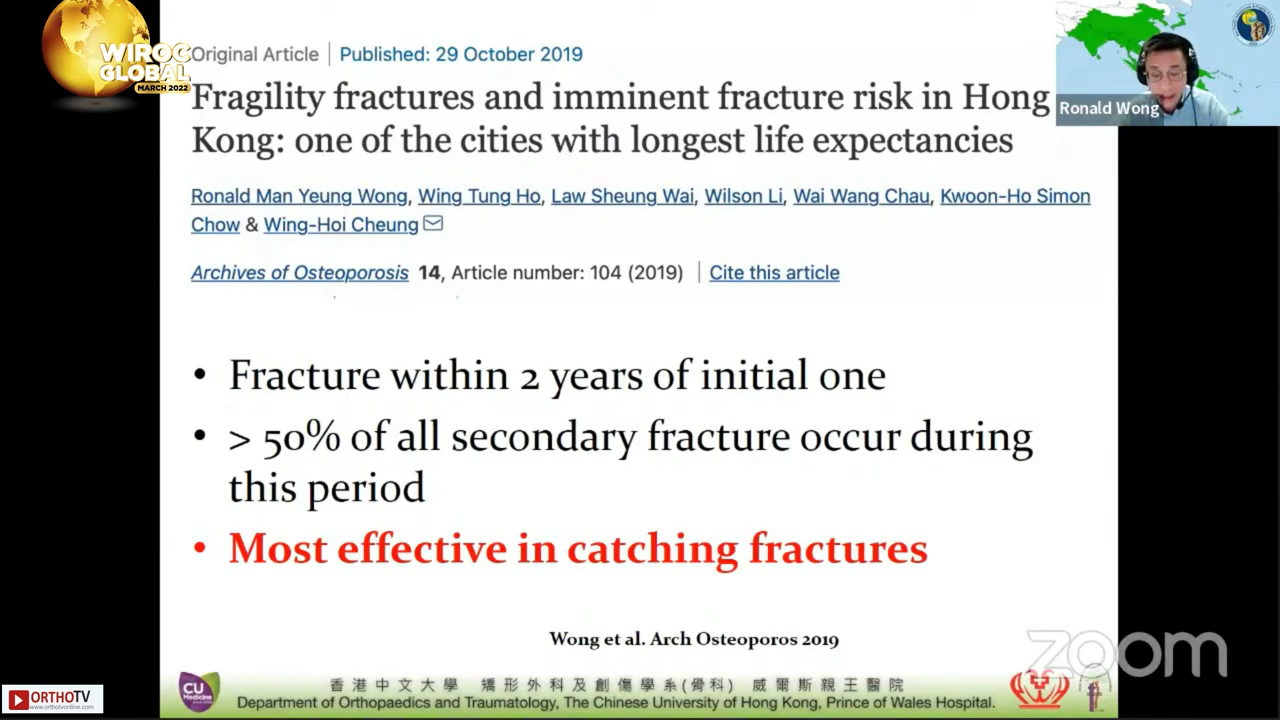 WIROC
GLOBAL
MARCH 2022
Original Article | Published: 29 October 2019
Fragility fractures and imminent fracture risk in Hong
Kong: one of the cities with longest life expectancies
Ronald Wong
Ronald Man Yeung Wong, Wing Tung Ho, Law Sheung Wai, Wilson Li, Wai Wang Chau, Kwoon-Ho Simon
Chow & Wing-Hoi Cheung
Archives of Osteoporosis 14, Article number: 104 (2019) | Cite this article
• Fracture within 2 years of initial one
• > 50% of all secondary fracture occur during
this period
• Most effective in catching fractures
Wong et al. Arch Osteoporos 2019
zoom
CU
Medicine
香港中文大學 矯形外科及創傷學系(骨科) 威爾斯親王醫院
Department of Orthopaedics and Traumatology, The Chinese University of Hong Kong, Prince of Wales Hospital.
ORTHOTV
www.orthotvonline.com